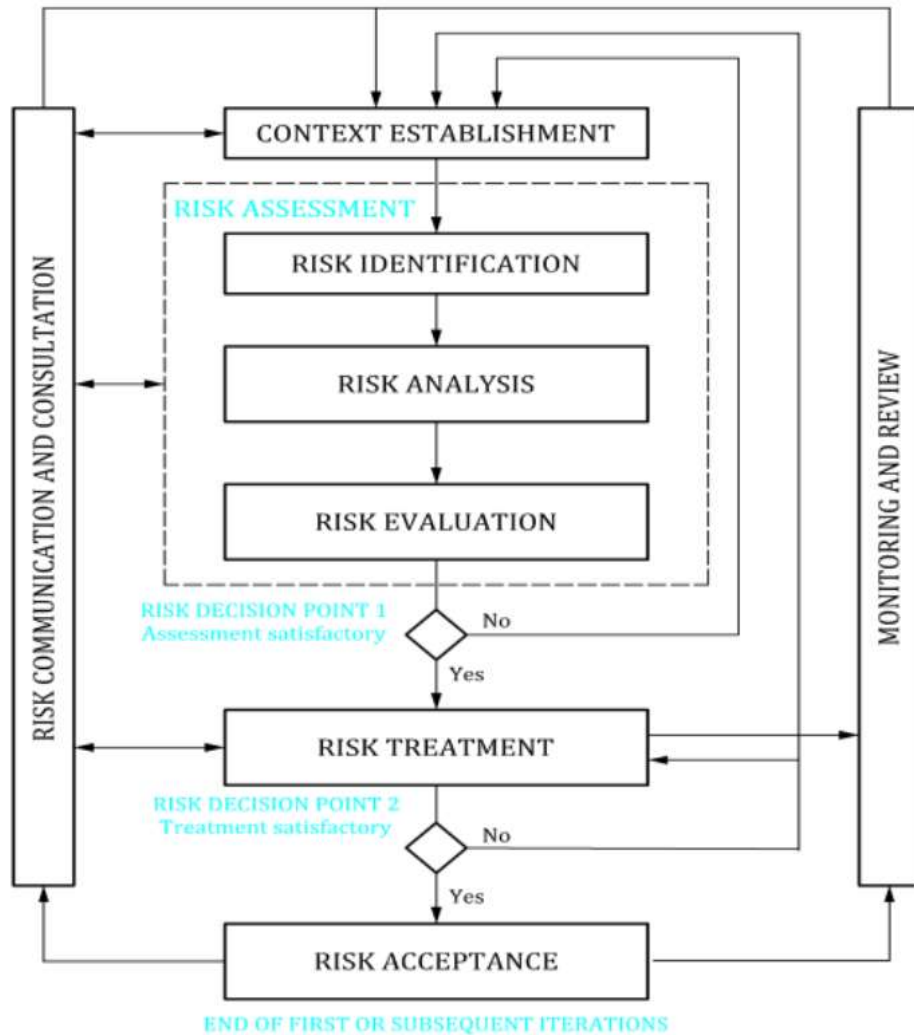 CONTEXT ESTABLISHMENT
RISK ASSESSMENT
RISK IDENTIFICATION
RISK ANALYSIS
RISK EVALUATION
RISK DECISION POINT 1
Assessment satisfactory
No
Yes
RISK TREATMENT
RISK DECISION POINT 2
Treatment satisfactory
No
Yes
RISK ACCEPTANCE
END OF FIRST OR SUBSEQUENT ITERATIONS
RISK COMMUNICATION AND CONSULTATION
MONITORING AND REVIEW